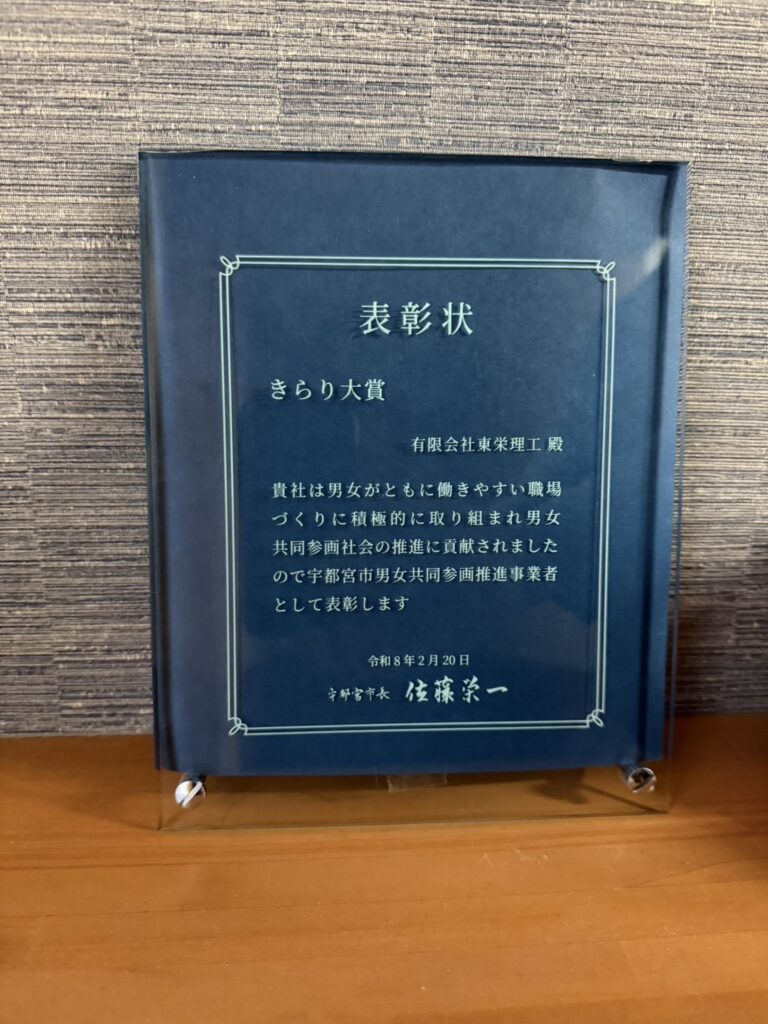 表彰状
きらり大賞
有限会社東栄理工 殿
貴社は男女がともに働きやすい職場
づくりに積極的に取り組まれ男女
共同参画社会の推進に貢献されました
ので宇都宮市男女共同参画推進事業者
として表彰します
令和8年2月20日
宇都宮市長 佐藤栄一